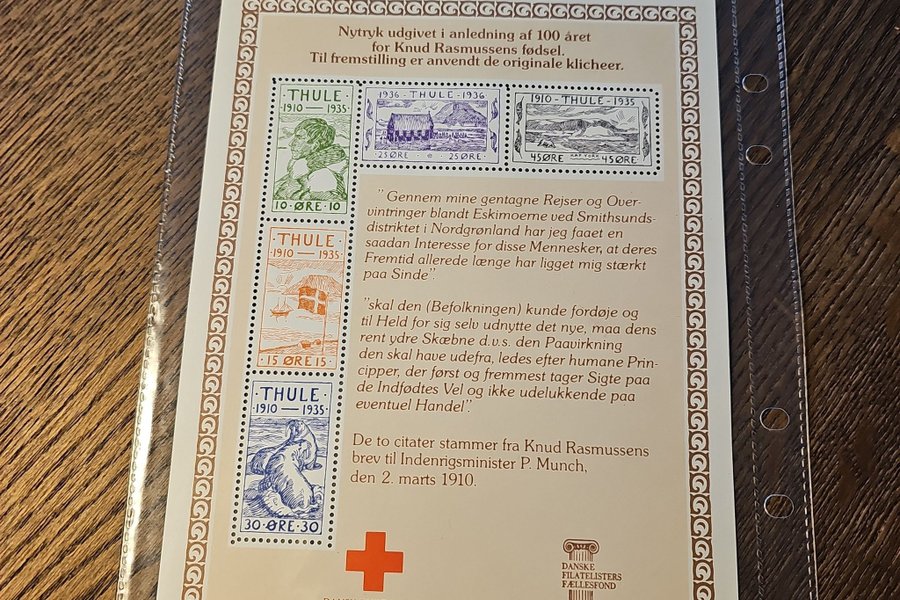 Nytryk udgivet i anledning af 100 året
for Knud Rasmussens fødsel.
Til fremstilling er anvendt de originale klicheer.
THULE
1910 — 1935
10 · ØRE · 10
1936 · THULE · 1936
25 ØRE · 25 ØRE
1910 - THULE - 1935
45 ØRE KAP YORK 45 ØRE
THULE
· 1910 — 1935 ·
· 15 ØRE 15 ·
THULE
· 1910 — 1935 ·
30 · ØRE · 30
"Gennem mine gentagne Rejser og Over-
vintringer blandt Eskimoerne ved Smithsunds-
distriktet i Nordgrønland har jeg faaet en
saadan Interesse for disse Mennesker, at deres
Fremtid allerede længe har ligget mig stærkt
paa Sinde".
"skal den (Befolkningen) kunde fordøje og
til Held for sig selv udnytte det nye, maa dens
rent ydre Skæbne d.v.s. den Paavirkning
den skal have udefra, ledes efter humane Prin-
cipper, der først og fremmest tager Sigte paa
de Indfødtes Vel og ikke udelukkende paa
eventuel Handel".
De to citater stammer fra Knud Rasmussens
brev til Indenrigsminister P. Munch,
den 2. marts 1910.
DANSKE
FILATELISTERS
FÆLLESFOND